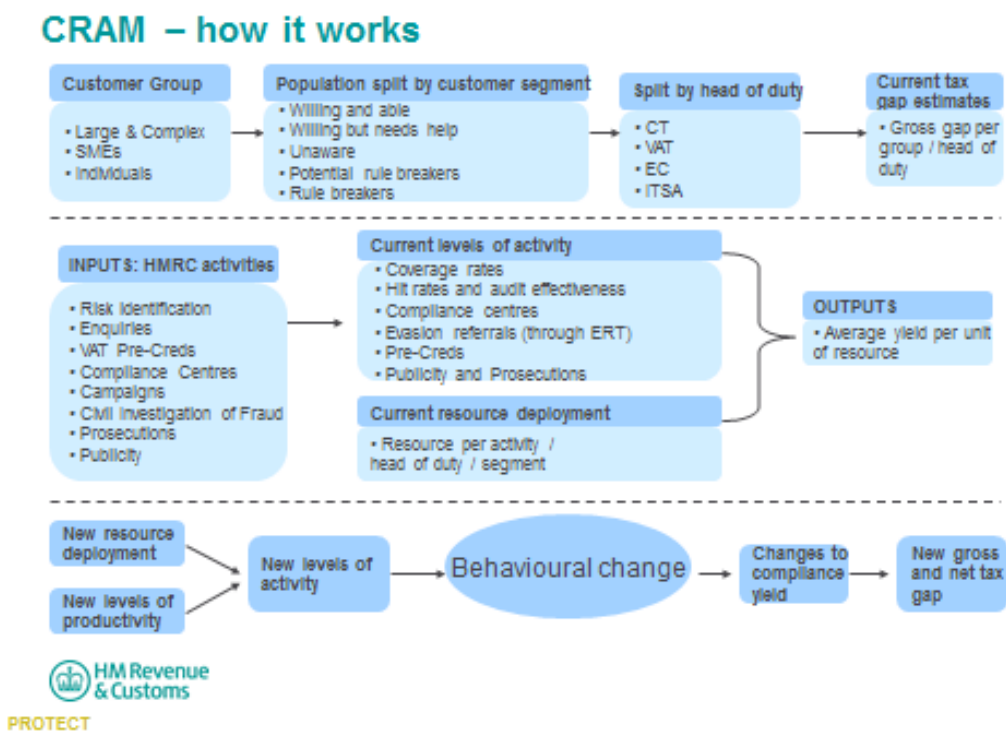 CRAM – how it works
Customer Group
• Large & Complex
• SMEs
• Individuals
Population split by customer segment
• Willing and able
• Willing but needs help
• Unaware
• Potential rule breakers
• Rule breakers
Split by head of duty
• CT
• VAT
• EC
• ITSA
Current tax
gap estimates
• Gross gap per
group / head of
duty
INPUTS: HMRC activities
• Risk Identification
• Enquiries
• VAT Pre-Creds
• Compliance Centres
• Campaigns
• Civil Investigation of Fraud
• Prosecutions
• Publicity
Current levels of activity
• Coverage rates
• Hit rates and audit effectiveness
• Compliance centres
• Evasion referrals (through ERT)
• Pre-Creds
• Publicity and Prosecutions
Current resource deployment
• Resource per activity /
head of duty / segment
OUTPUTS
• Average yield per unit
of resource
New resource
deployment
New levels of
productivity
New levels of
activity
Behavioural change
Changes to
compliance
yield
New gross
and net tax
gap
HM Revenue
& Customs
PROTECT